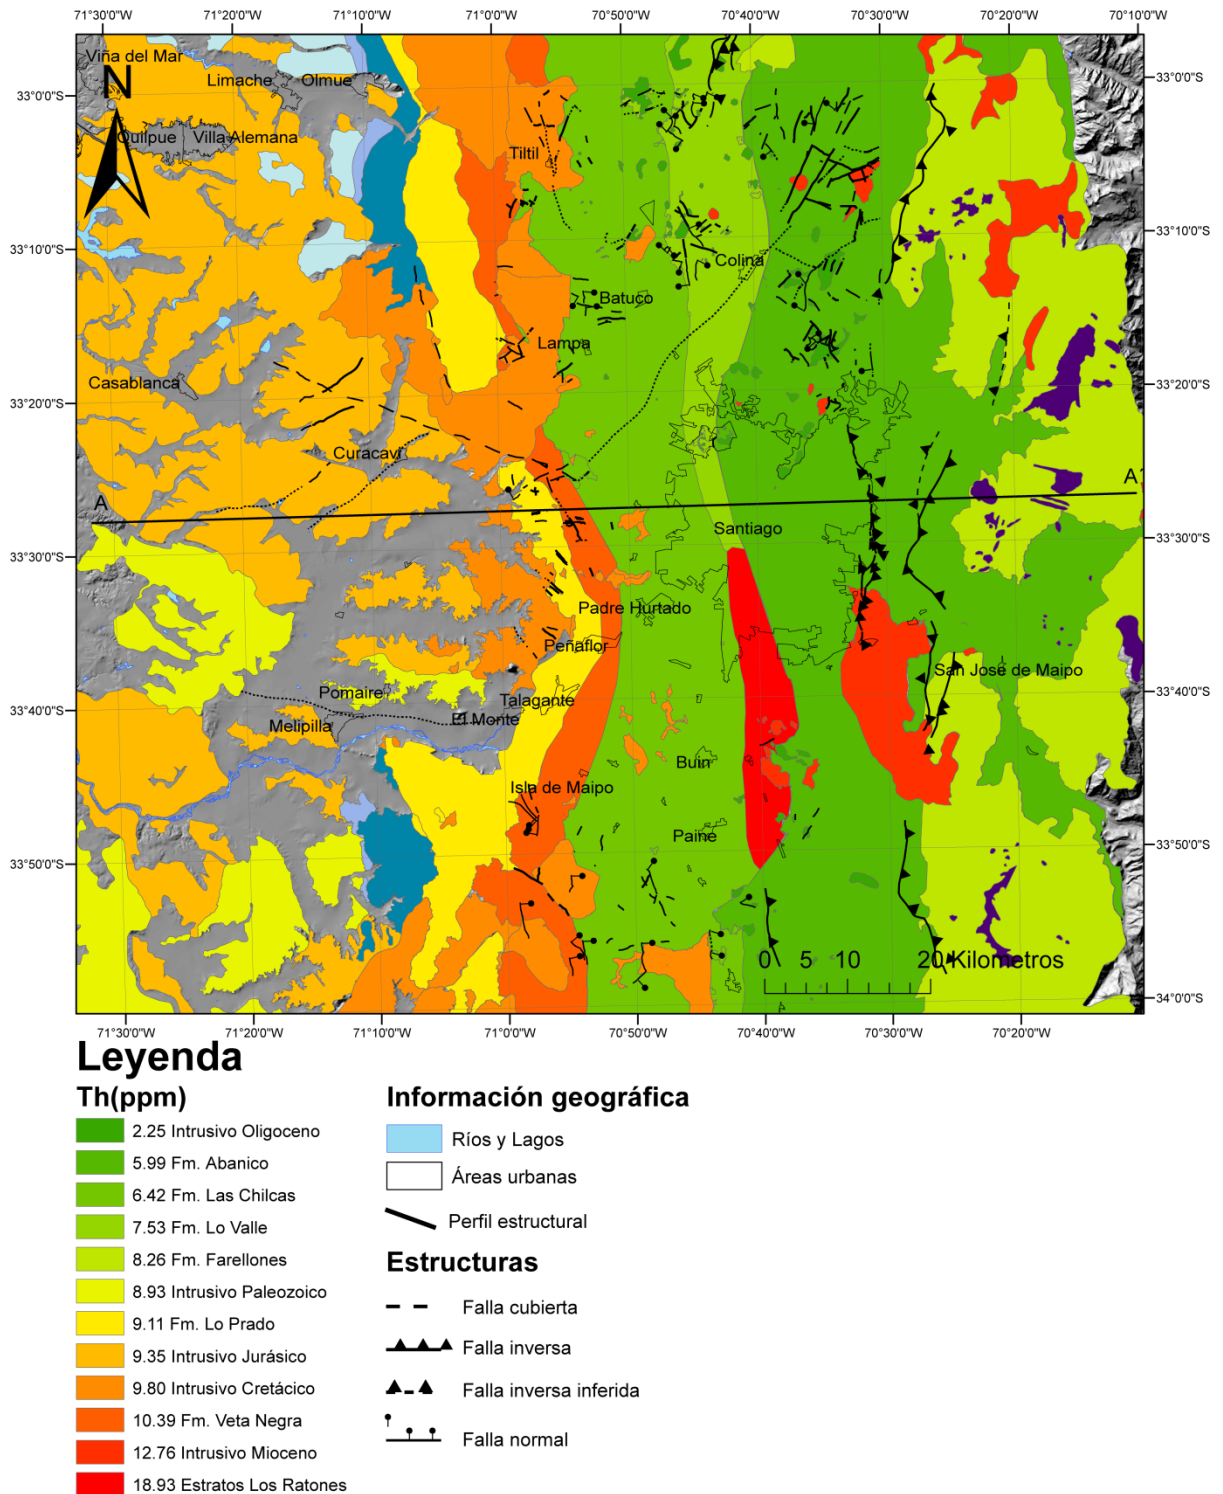 71°30'0"W 71°20'0"W 71°10'0"W 71°0'0"W 70°50'0"W 70°40'0"W 70°30'0"W 70°20'0"W 70°10'0"W
Viña del Mar
N
Limache
Olmue
33°0'0"S
33°0'0"S
Quilpue
Villa Alemana
Tiltil
33°10'0"S
33°10'0"S
Colina
Batuco
Lampa
Casablanca
33°20'0"S
33°20'0"S
Curacaví
A
A'
Santiago
33°30'0"S
33°30'0"S
Padre Hurtado
Peñaflor
San José de Maipo
Pomaire
Talagante
33°40'0"S
33°40'0"S
Melipilla
El Monte
Buin
Isla de Maipo
Paine
33°50'0"S
33°50'0"S
0 5 10 20 Kilometros
34°0'0"S
71°30'0"W 71°20'0"W 71°10'0"W 71°0'0"W 70°50'0"W 70°40'0"W 70°30'0"W 70°20'0"W
Leyenda
Th(ppm)
2.25 Intrusivo Oligoceno
5.99 Fm. Abanico
6.42 Fm. Las Chilcas
7.53 Fm. Lo Valle
8.26 Fm. Farellones
8.93 Intrusivo Paleozoico
9.11 Fm. Lo Prado
9.35 Intrusivo Jurásico
9.80 Intrusivo Cretácico
10.39 Fm. Veta Negra
12.76 Intrusivo Mioceno
18.93 Estratos Los Ratones
Información geográfica
Ríos y Lagos
Áreas urbanas
Perfil estructural
Estructuras
Falla cubierta
Falla inversa
Falla inversa inferida
Falla normal